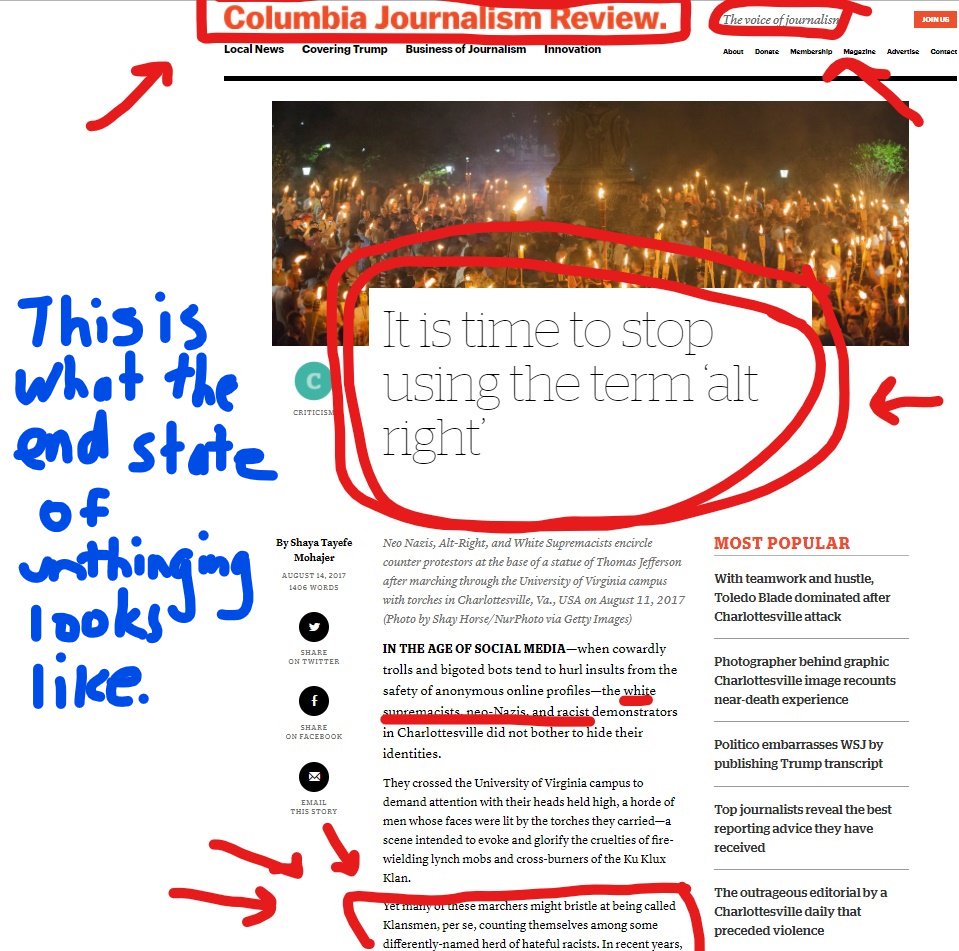 Columbia Journalism Review.
The voice of journalism
JOIN US
Local News Covering Trump Business of Journalism Innovation
About Donate Membership Magazine Advertise Contact
It is time to stop
using the term ‘alt
right’
C
CRITICISM
This is
what the
end state
of
unthinging
looks
like.
By Shaya Tayefe
Mohajer
AUGUST 14, 2017
1406 WORDS
SHARE
ON TWITTER
f
SHARE
ON FACEBOOK
EMAIL
THIS STORY
Neo Nazis, Alt-Right, and White Supremacists encircle
counter protestors at the base of a statue of Thomas Jefferson
after marching through the University of Virginia campus
with torches in Charlottesville, Va., USA on August 11, 2017
(Photo by Shay Horse/NurPhoto via Getty Images)
IN THE AGE OF SOCIAL MEDIA—when cowardly
trolls and bigoted bots tend to hurl insults from the
safety of anonymous online profiles—the white
supremacists, neo-Nazis, and racist demonstrators
in Charlottesville did not bother to hide their
identities.
They crossed the University of Virginia campus to
demand attention with their heads held high, a horde of
men whose faces were lit by the torches they carried—a
scene intended to evoke and glorify the cruelties of fire-
wielding lynch mobs and cross-burners of the Ku Klux
Klan.
Yet many of these marchers might bristle at being called
Klansmen, per se, counting themselves among some
differently-named herd of hateful racists. In recent years,
MOST POPULAR
With teamwork and hustle,
Toledo Blade dominated after
Charlottesville attack
Photographer behind graphic
Charlottesville image recounts
near-death experience
Politico embarrasses WSJ by
publishing Trump transcript
Top journalists reveal the best
reporting advice they have
received
The outrageous editorial by a
Charlottesville daily that
preceded violence